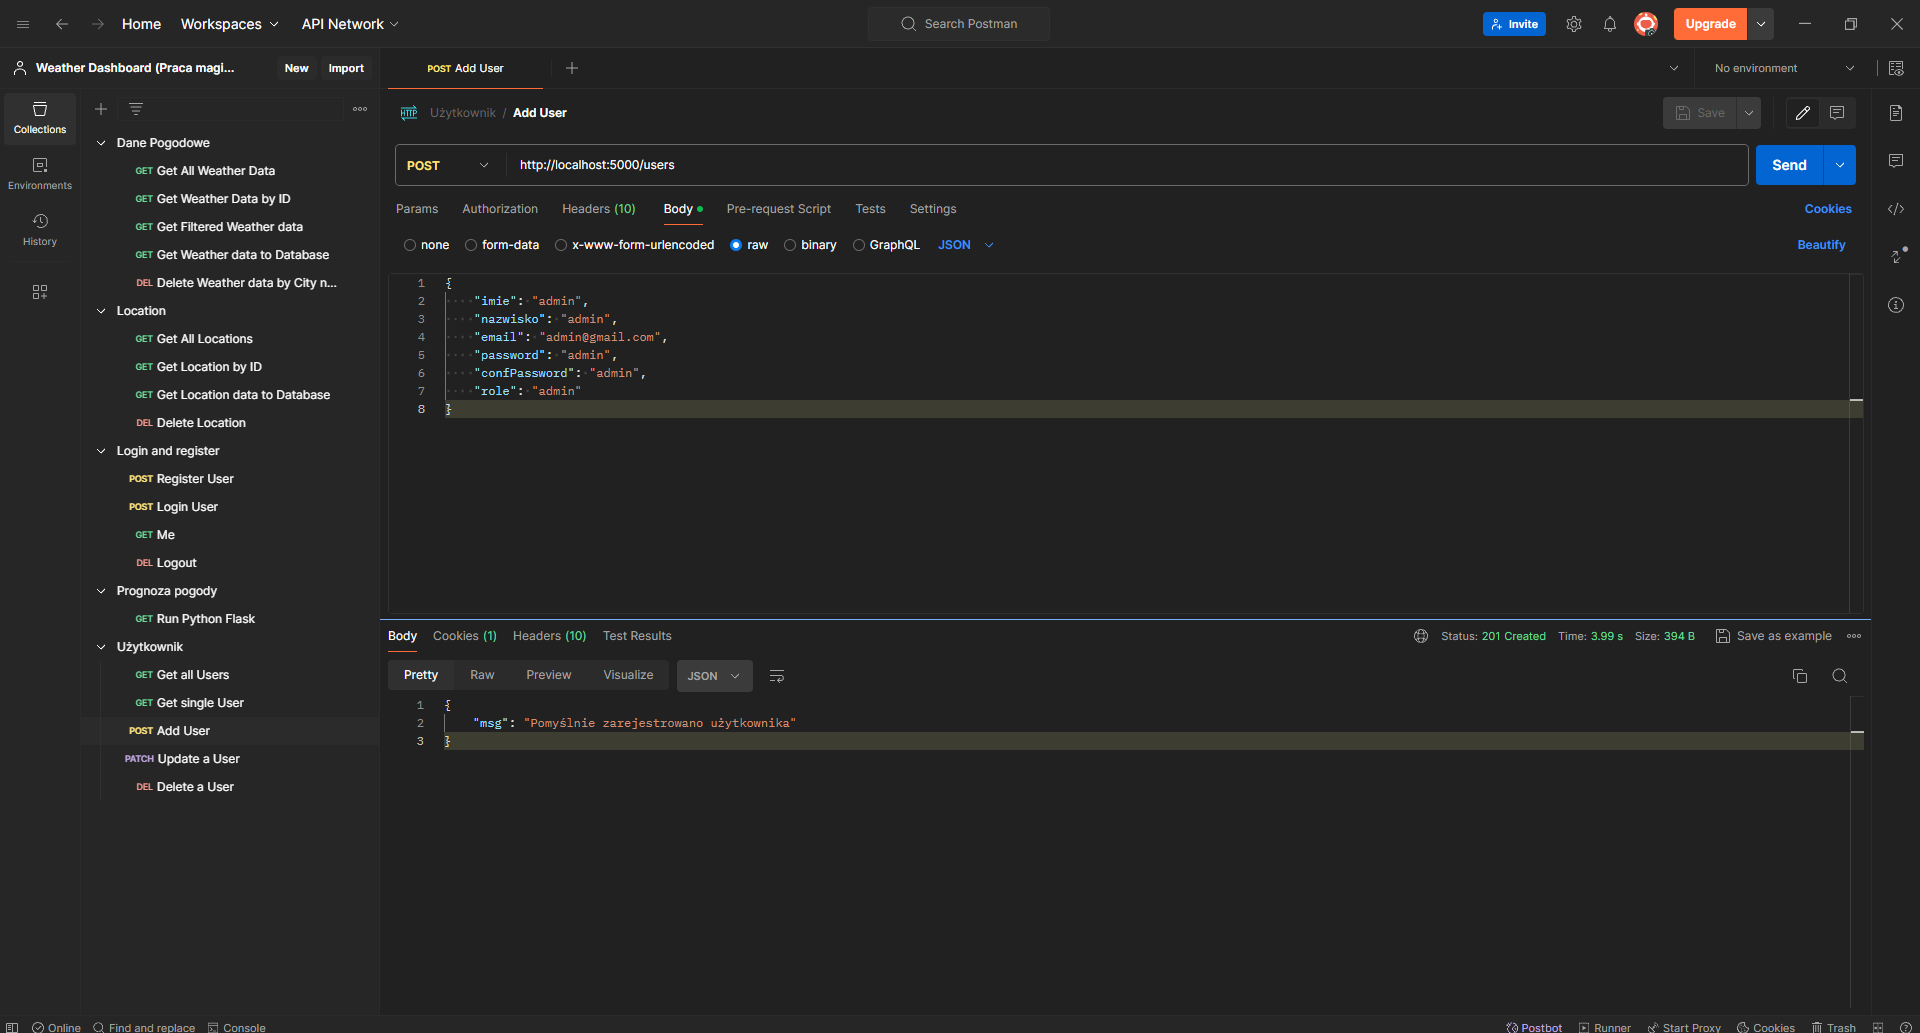 Home Workspaces API Network Search Postman Invite Upgrade
Weather Dashboard (Praca magi... New Import POST Add User No environment
Collections
Environments
History
Dane Pogodowe
GET Get All Weather Data
GET Get Weather Data by ID
GET Get Filtered Weather data
GET Get Weather data to Database
DEL Delete Weather data by City n...
Location
GET Get All Locations
GET Get Location by ID
GET Get Location data to Database
DEL Delete Location
Login and register
POST Register User
POST Login User
GET Me
DEL Logout
Prognoza pogody
GET Run Python Flask
Użytkownik
GET Get all Users
GET Get single User
POST Add User
PATCH Update a User
DEL Delete a User
HTTP Użytkownik / Add User Save
POST http://localhost:5000/users Send
Params Authorization Headers (10) Body Pre-request Script Tests Settings Cookies
none form-data x-www-form-urlencoded raw binary GraphQL JSON Beautify
1 {
2 "imie": "admin",
3 "nazwisko": "admin",
4 "email": "admin@gmail.com",
5 "password": "admin",
6 "confPassword": "admin",
7 "role": "admin"
8 }
Body Cookies (1) Headers (10) Test Results Status: 201 Created Time: 3.99 s Size: 394 B Save as example
Pretty Raw Preview Visualize JSON
1 {
2 "msg": "Pomyślnie zarejestrowano użytkownika"
3 }
Online Find and replace Console Postbot Runner Start Proxy Cookies Trash